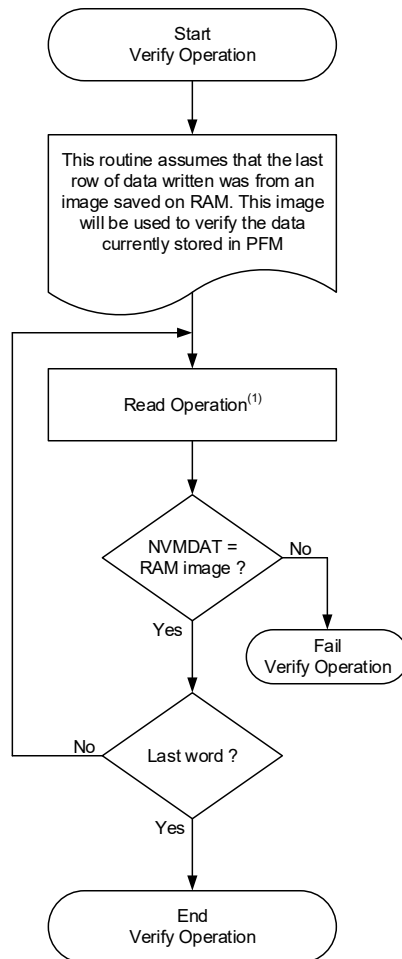 Start
Verify Operation
This routine assumes that the last
row of data written was from an
image saved on RAM. This image
will be used to verify the data
currently stored in PFM
Read Operation(1)
NVMDAT =
RAM image ?
No
Yes
Fail
Verify Operation
No
Last word ?
Yes
End
Verify Operation